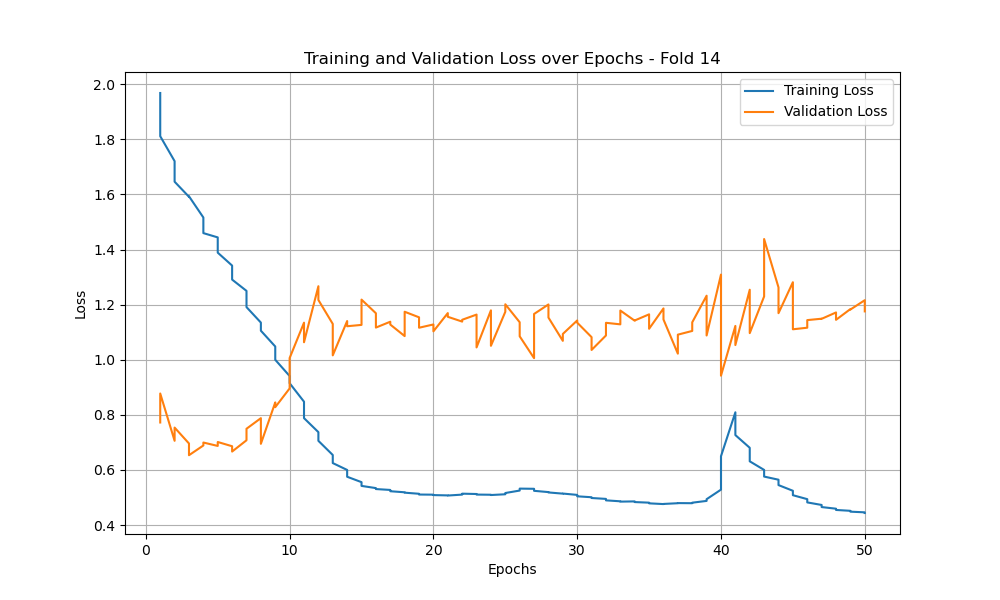 Training and Validation Loss over Epochs - Fold 14
Training Loss
Validation Loss
Loss
2.0
1.8
1.6
1.4
1.2
1.0
0.8
0.6
0.4
0 10 20 30 40 50
Epochs